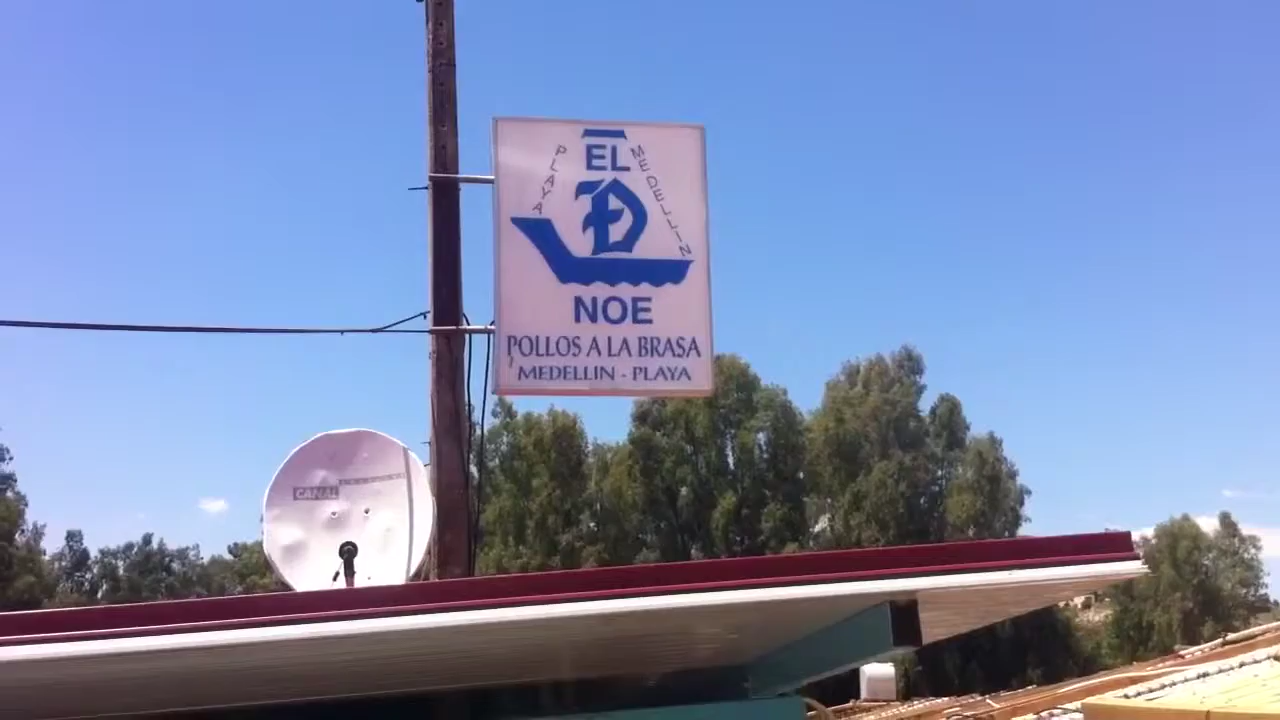 EL
PLAYA
MEDELLIN
Đ
NOE
POLLOS A LA BRASA
MEDELLIN - PLAYA
CANAL